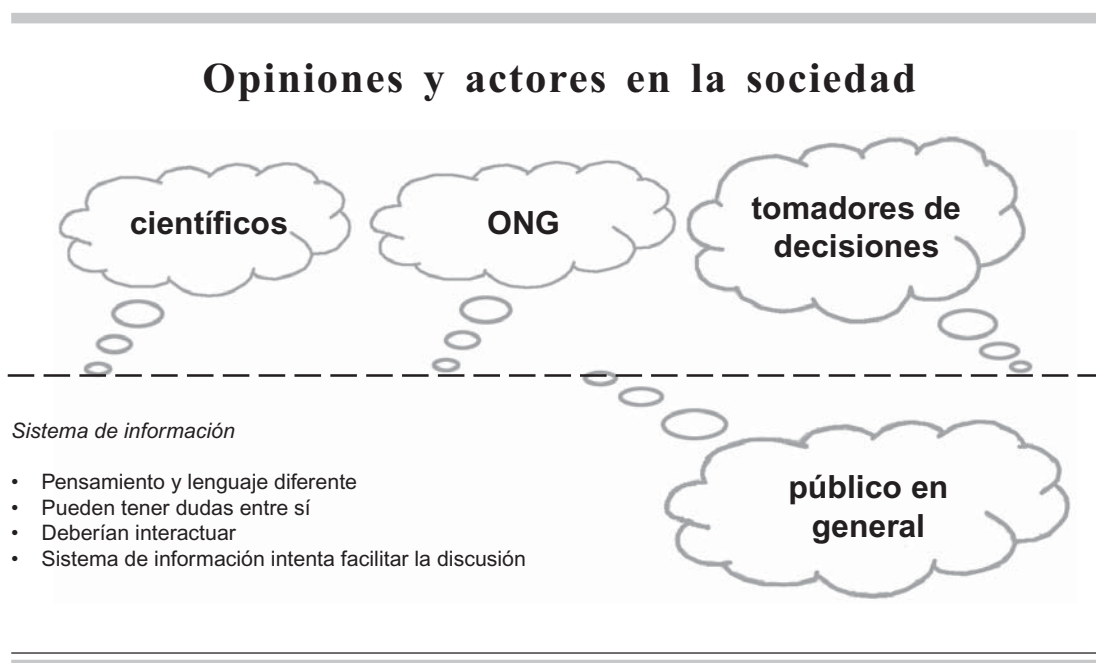 Opiniones y actores en la sociedad
científicos
ONG
tomadores de
decisiones
Sistema de información
• Pensamiento y lenguaje diferente
• Pueden tener dudas entre sí
• Deberían interactuar
• Sistema de información intenta facilitar la discusión
público en
general